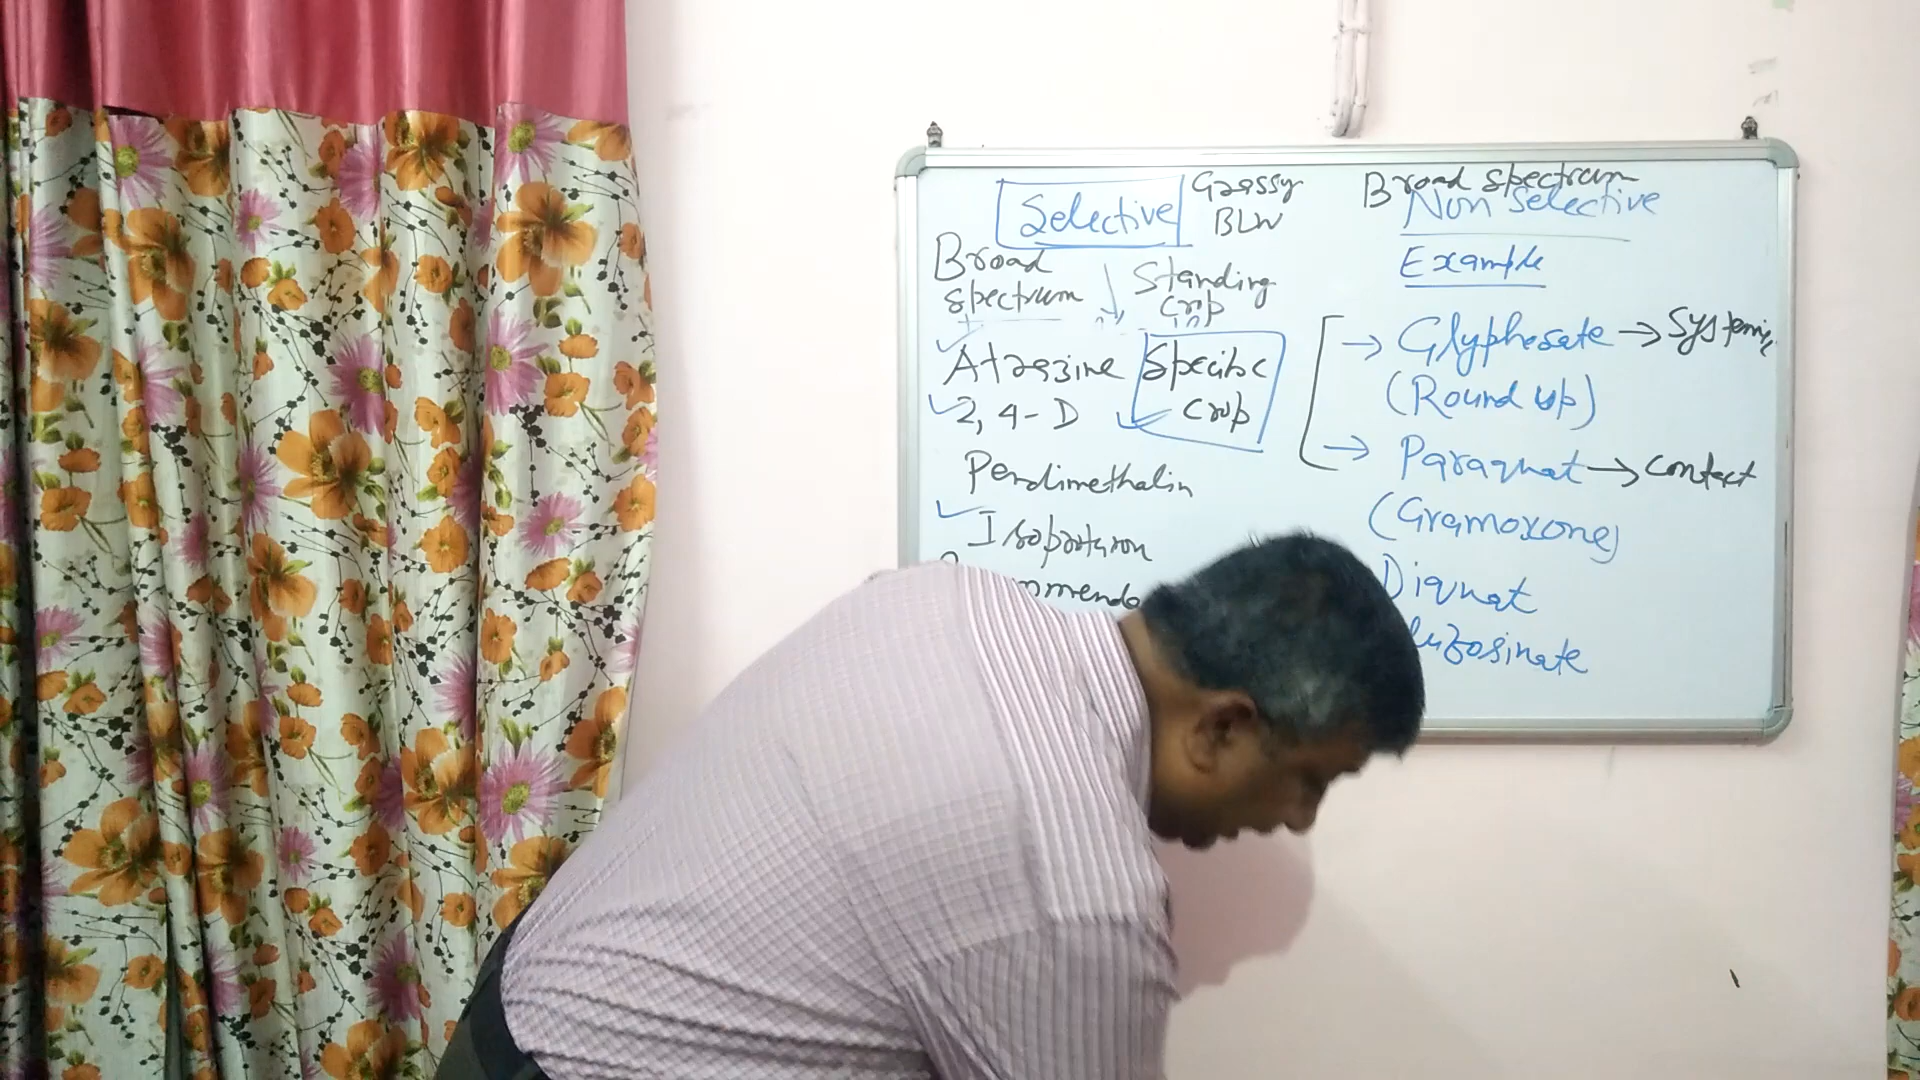 Selective
Grassy
BLW
Broad
spectrum
Standing
crop
in
Atrazine
Specific
crop
2, 4-D
Pendimethalin
Isoproturon
Broad spectrum
Non Selective
Example
→ Glyphosate → Systemic
(Round up)
→ Paraquat → Contact
(Gramoxone)
Diquat